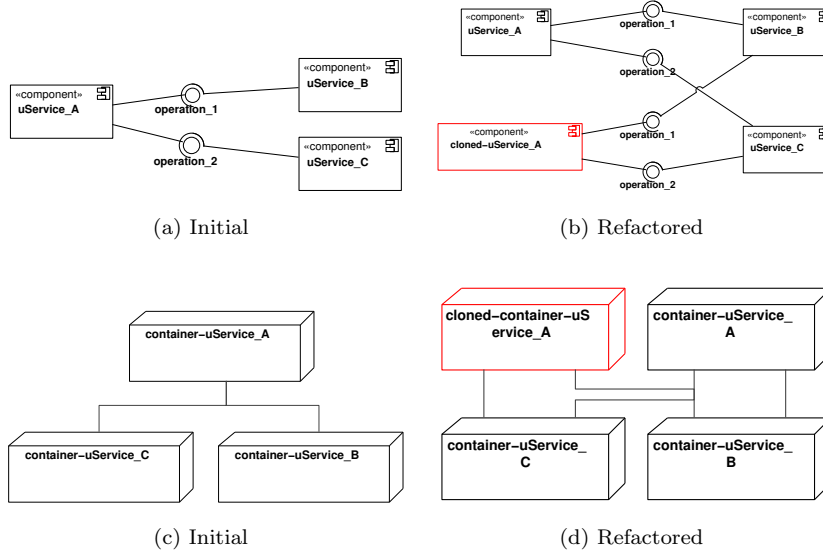 «component»
uService_A
operation_1
operation_2
«component»
uService_B
«component»
uService_C
(a) Initial
«component»
uService_A
operation_1
operation_2
«component»
uService_B
«component»
cloned-uService_A
operation_1
operation_2
«component»
uService_C
(b) Refactored
container-uService_A
container-uService_C
container-uService_B
(c) Initial
cloned-container-uS
ervice_A
container-uService_
A
container-uService_
C
container-uService_
B
(d) Refactored